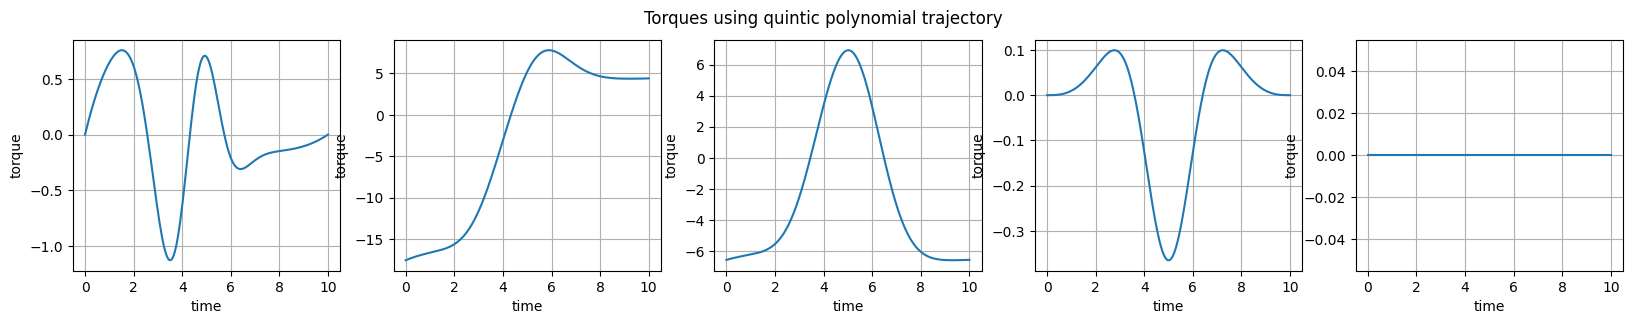 Torques using quintic polynomial trajectory
torque
0.5
0.0
−0.5
−1.0
0 2 4 6 8 10
time
torque
5
0
−5
−10
−15
0 2 4 6 8 10
time
torque
6
4
2
0
−2
−4
−6
0 2 4 6 8 10
time
torque
0.1
0.0
−0.1
−0.2
−0.3
0 2 4 6 8 10
time
torque
0.04
0.02
0.00
−0.02
−0.04
0 2 4 6 8 10
time